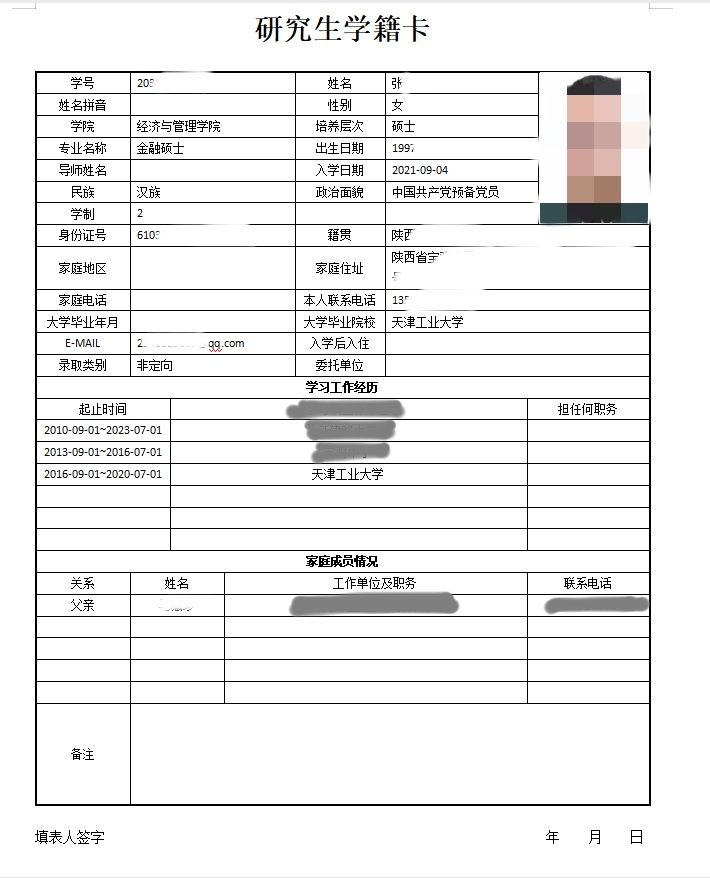 研究生学籍卡
学号 203 姓名 张
姓名拼音 性别 女
学院 经济与管理学院 培养层次 硕士
专业名称 金融硕士 出生日期 1997
导师姓名 入学日期 2021-09-04
民族 汉族 政治面貌 中国共产党预备党员
学制 2
身份证号 6103 籍贯 陕西
家庭地区 家庭住址 陕西省宝
家庭电话 本人联系电话 135
大学毕业年月 大学毕业院校 天津工业大学
E-MAIL 2 @qq.com 入学后入住
录取类别 非定向 委托单位
学习工作经历
起止时间 担任何职务
2010-09-01~2023-07-01
2013-09-01~2016-07-01
2016-09-01~2020-07-01 天津工业大学
家庭成员情况
关系 姓名 工作单位及职务 联系电话
父亲
备注
填表人签字 年 月 日